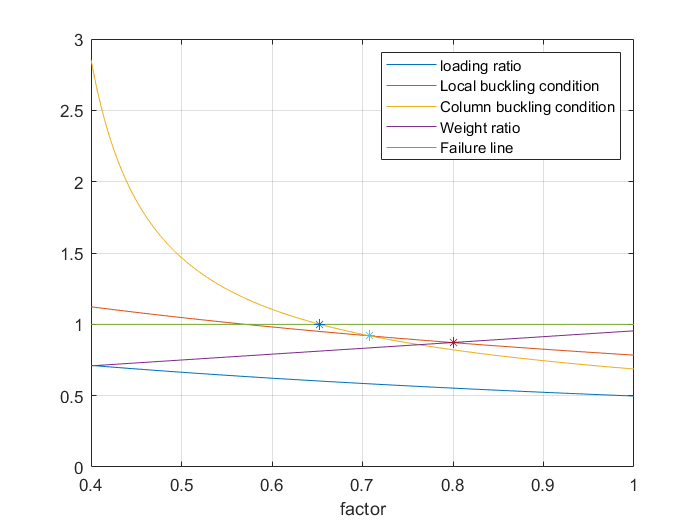 3
2.5
2
1.5
1
0.5
0
loading ratio
Local buckling condition
Column buckling condition
Weight ratio
Failure line
0.4 0.5 0.6 0.7 0.8 0.9 1
factor